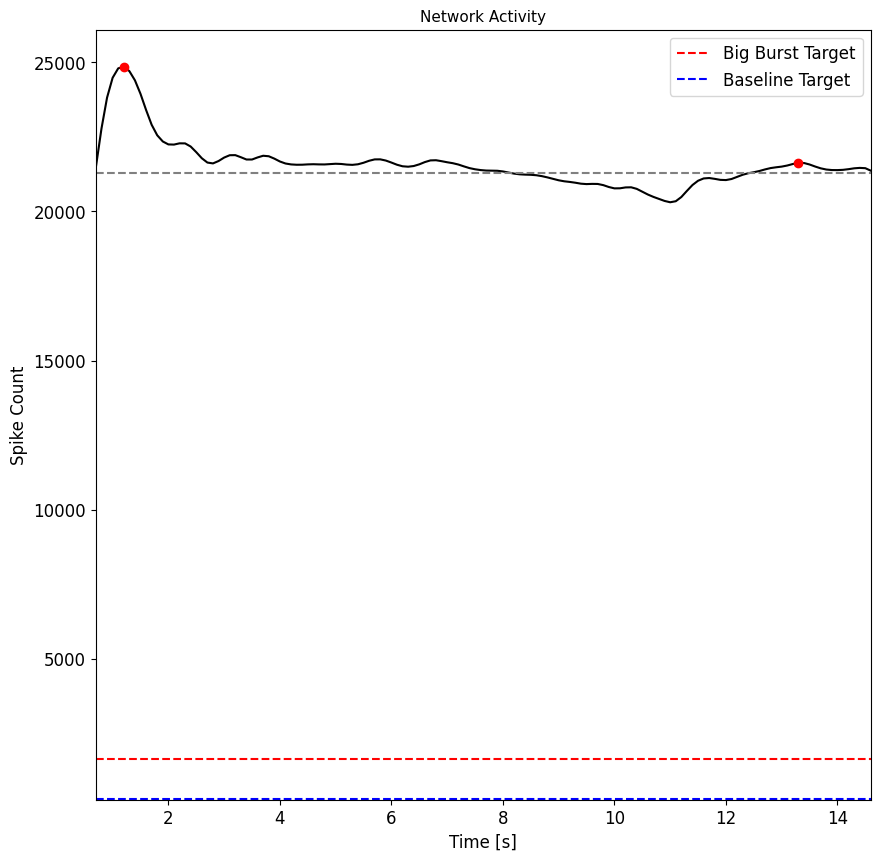 Network Activity
Big Burst Target
Baseline Target
25000
20000
15000
10000
5000
Spike Count
2 4 6 8 10 12 14
Time [s]